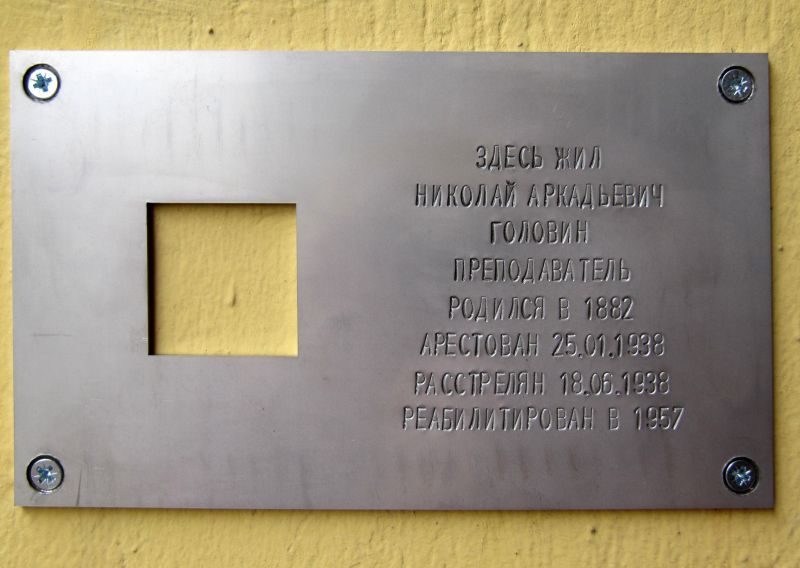 ЗДЕСЬ ЖИЛ
НИКОЛАЙ АРКАДЬЕВИЧ
ГОЛОВИН
ПРЕПОДАВАТЕЛЬ
РОДИЛСЯ В 1882
АРЕСТОВАН 25.01.1938
РАССТРЕЛЯН 18.06.1938
РЕАБИЛИТИРОВАН В 1957